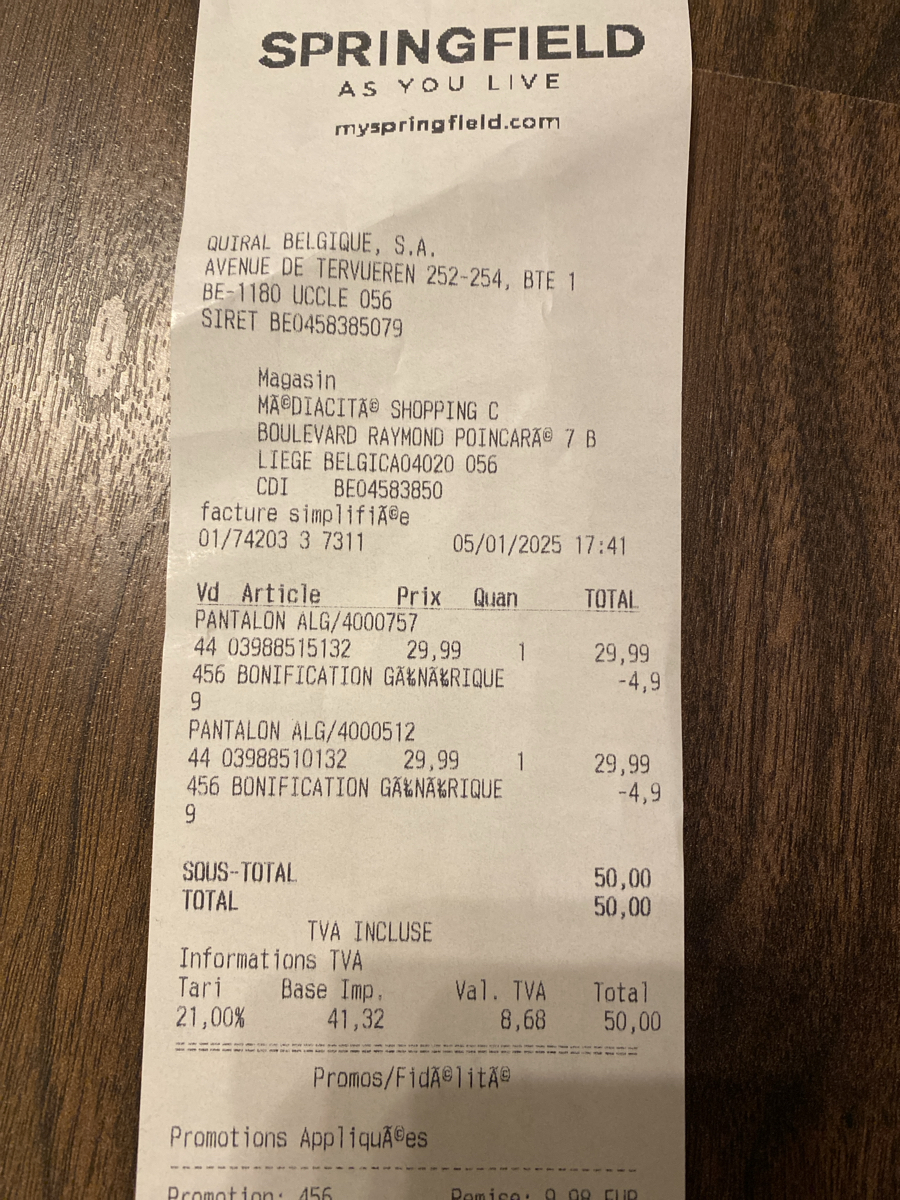 SPRINGFIELD
AS YOU LIVE
myspringfield.com
QUIRAL BELGIQUE, S.A.
AVENUE DE TERVUEREN 252-254, BTE 1
BE-1180 UCCLE 056
SIRET BE0458385079
Magasin
MÃ©DIACITÃ© SHOPPING C
BOULEVARD RAYMOND POINCARÃ© 7 B
LIEGE BELGICA04020 056
CDI BE04583850
facture simplifiÃ©e
01/74203 3 7311 05/01/2025 17:41
Vd Article Prix Quan TOTAL
PANTALON ALG/4000757
44 03988515132 29,99 1 29,99
456 BONIFICATION GÃ‰NÃ‰RIQUE -4,9
9
PANTALON ALG/4000512
44 03988510132 29,99 1 29,99
456 BONIFICATION GÃ‰NÃ‰RIQUE -4,9
9
SOUS-TOTAL 50,00
TOTAL 50,00
TVA INCLUSE
Informations TVA
Tari Base Imp. Val. TVA Total
21,00% 41,32 8,68 50,00
Promos/FidÃ©litÃ©
Promotions AppliquÃ©es
Promotion: 456 Remise: 9,98 EUR